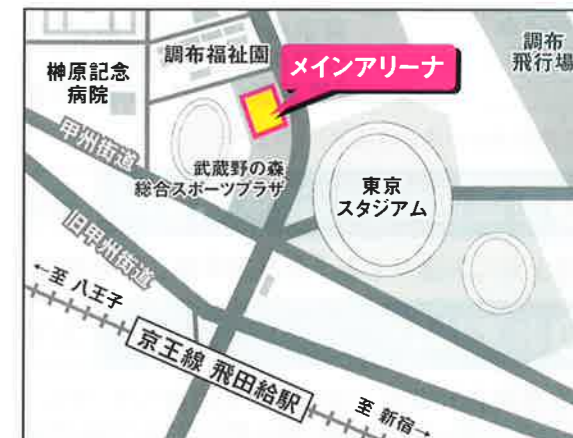 調布福祉園
調布
飛行場
榊原記念
病院
メインアリーナ
甲州街道
武蔵野の森
総合スポーツプラザ
東京
スタジアム
旧甲州街道
←至 八王子
京王線 飛田給駅
至 新宿→